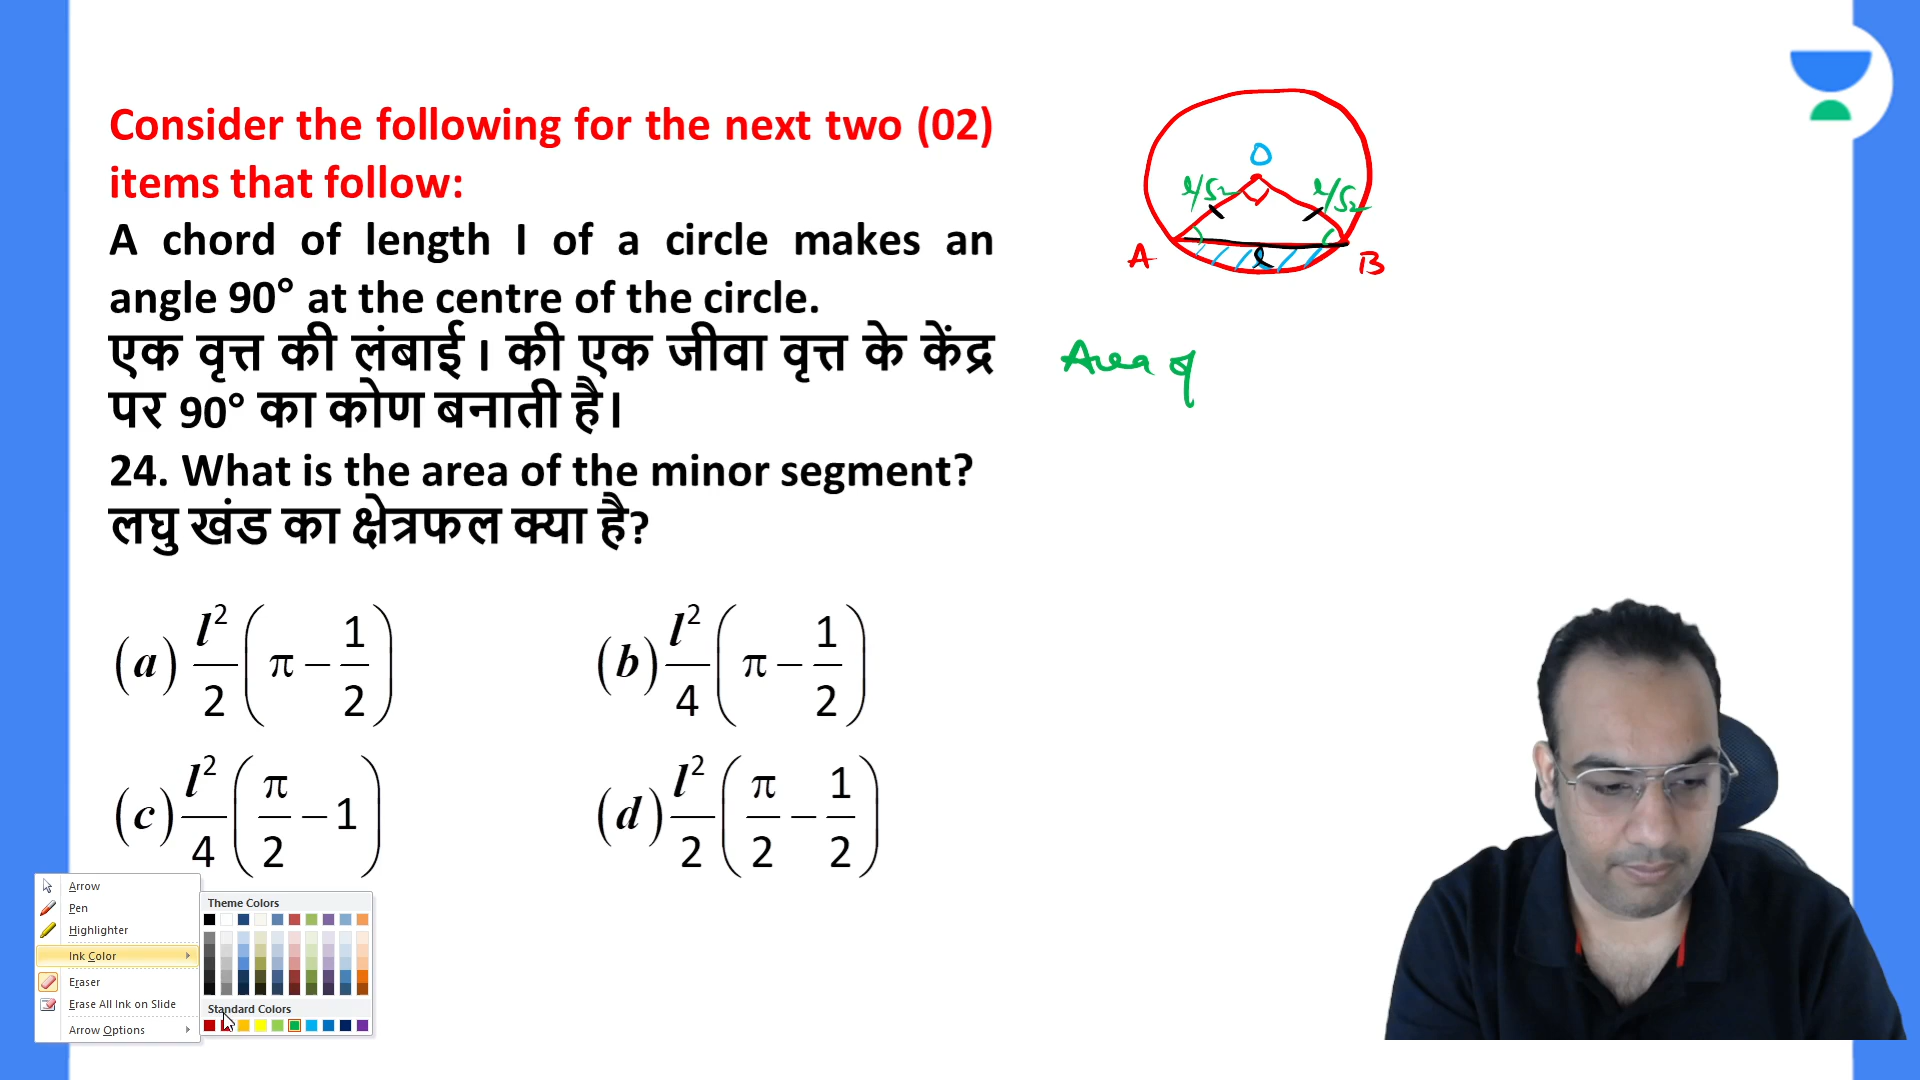 Consider the following for the next two (02)
items that follow:
A chord of length l of a circle makes an
angle 90° at the centre of the circle.
एक वृत्त की लंबाई l की एक जीवा वृत्त के केंद्र
पर 90° का कोण बनाती है।
24. What is the area of the minor segment?
लघु खंड का क्षेत्रफल क्या है?
(a) l²/2 (π − 1/2)
(b) l²/4 (π − 1/2)
(c) l²/4 (π/2 − 1)
(d) l²/2 (π/2 − 1/2)
O
l/√2 l/√2
A l B
Area of
Arrow
Pen
Highlighter
Ink Color
Eraser
Erase All Ink on Slide
Arrow Options
Theme Colors
Standard Colors